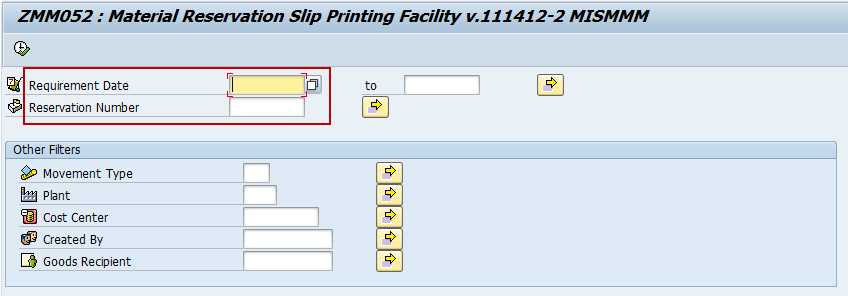 ZMM052 : Material Reservation Slip Printing Facility v.111412-2 MISMMM
Requirement Date to
Reservation Number
Other Filters
Movement Type
Plant
Cost Center
Created By
Goods Recipient